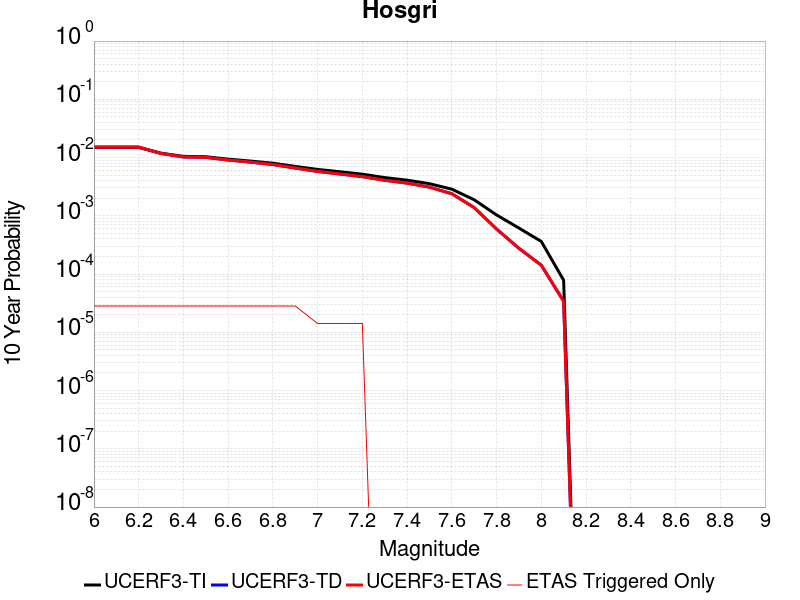 Hosgri
10^0
10^-1
10^-2
10^-3
10^-4
10^-5
10^-6
10^-7
10^-8
10 Year Probability
6 6.2 6.4 6.6 6.8 7 7.2 7.4 7.6 7.8 8 8.2 8.4 8.6 8.8 9
Magnitude
UCERF3-TI UCERF3-TD UCERF3-ETAS ETAS Triggered Only